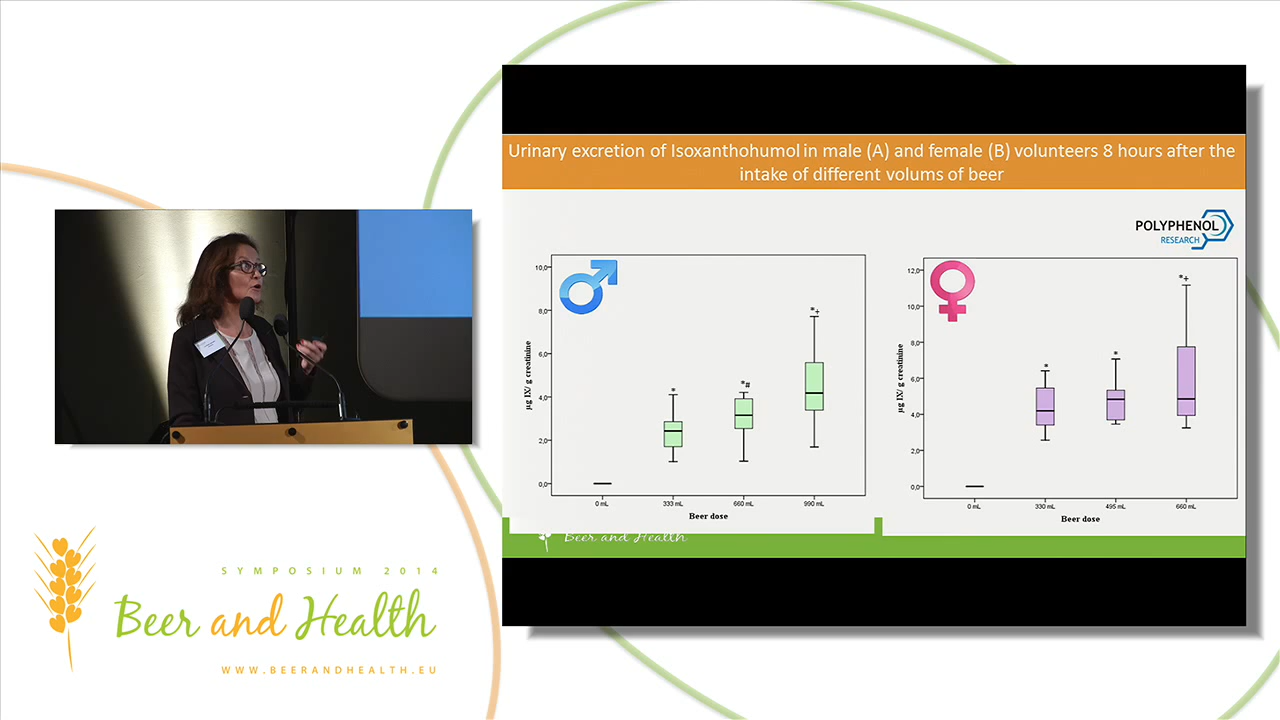 Urinary excretion of Isoxanthohumol in male (A) and female (B) volunteers 8 hours after the
intake of different volums of beer
POLYPHENOL
RESEARCH
10,0
8,0
6,0
4,0
2,0
0,0
µg IX/ g creatinine
*
*#
*+
0 mL
333 mL
660 mL
990 mL
Beer dose
12,0
10,0
8,0
6,0
4,0
2,0
0,0
µg IX/ g creatinine
*
*
*+
0 mL
330 mL
495 mL
660 mL
Beer dose
Beer and Health
SYMPOSIUM 2014
Beer and Health
WWW.BEERANDHEALTH.EU